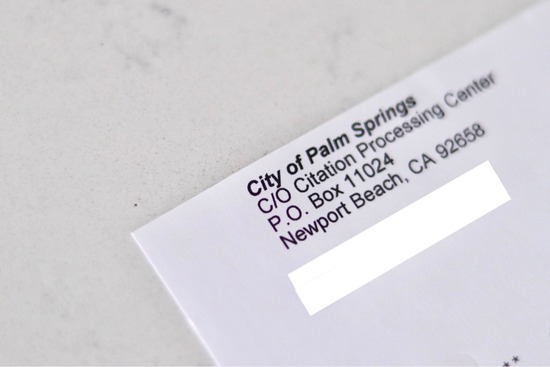 City of Palm Springs
C/O Citation Processing Center
P.O. Box 11024
Newport Beach, CA 92658
**